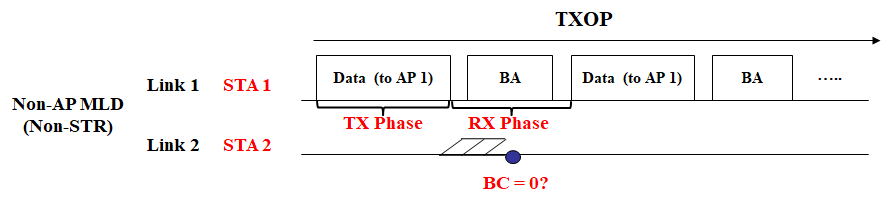 TXOP
Non-AP MLD
(Non-STR)
Link 1 STA 1 Data (to AP 1) BA Data (to AP 1) BA …..
TX Phase RX Phase
Link 2 STA 2
BC = 0?